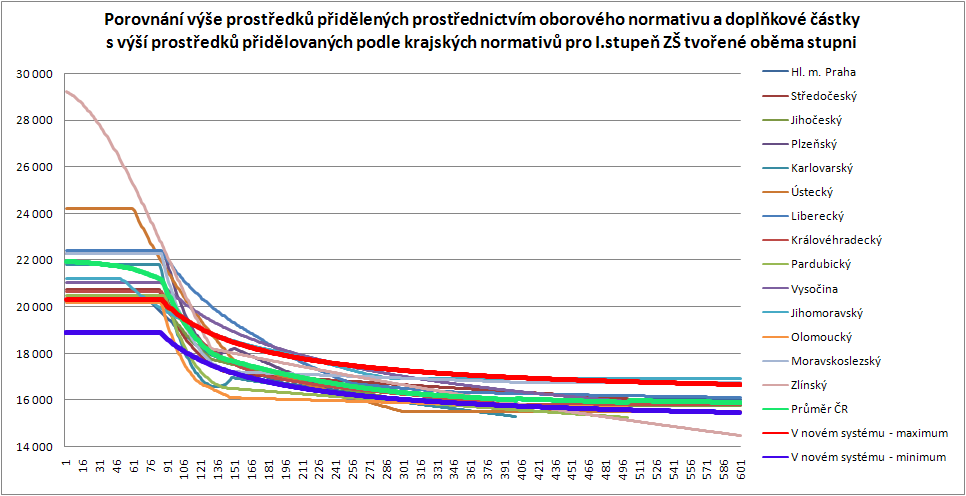 Porovnání výše prostředků přidělených prostřednictvím oborového normativu a doplňkové částky
s výší prostředků přidělovaných podle krajských normativů pro I.stupeň ZŠ tvořené oběma stupni
30 000
28 000
26 000
24 000
22 000
20 000
18 000
16 000
14 000
1 16 31 46 61 76 91 106 121 136 151 166 181 196 211 226 241 256 271 286 301 316 331 346 361 376 391 406 421 436 451 466 481 496 511 526 541 556 571 586 601
Hl. m. Praha
Středočeský
Jihočeský
Plzeňský
Karlovarský
Ústecký
Liberecký
Královéhradecký
Pardubický
Vysočina
Jihomoravský
Olomoucký
Moravskoslezský
Zlínský
Průměr ČR
V novém systému - maximum
V novém systému - minimum